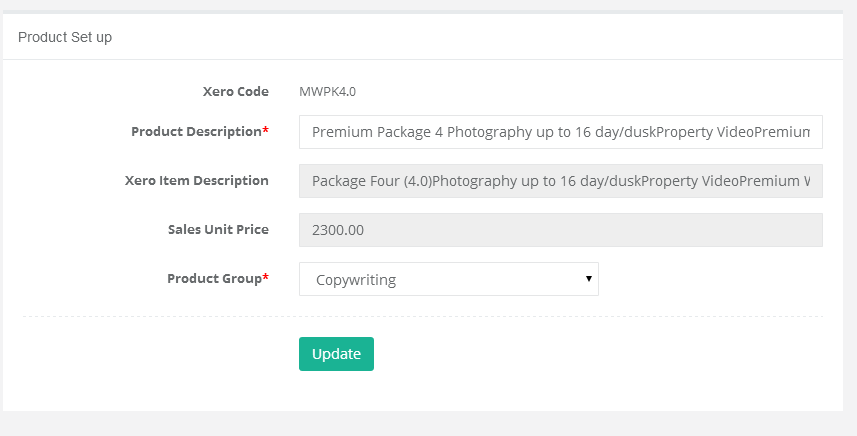 Product Set up
Xero Code MWPK4.0
Product Description* Premium Package 4 Photography up to 16 day/duskProperty VideoPremium
Xero Item Description Package Four (4.0)Photography up to 16 day/duskProperty VideoPremium
Sales Unit Price 2300.00
Product Group* Copywriting
Update